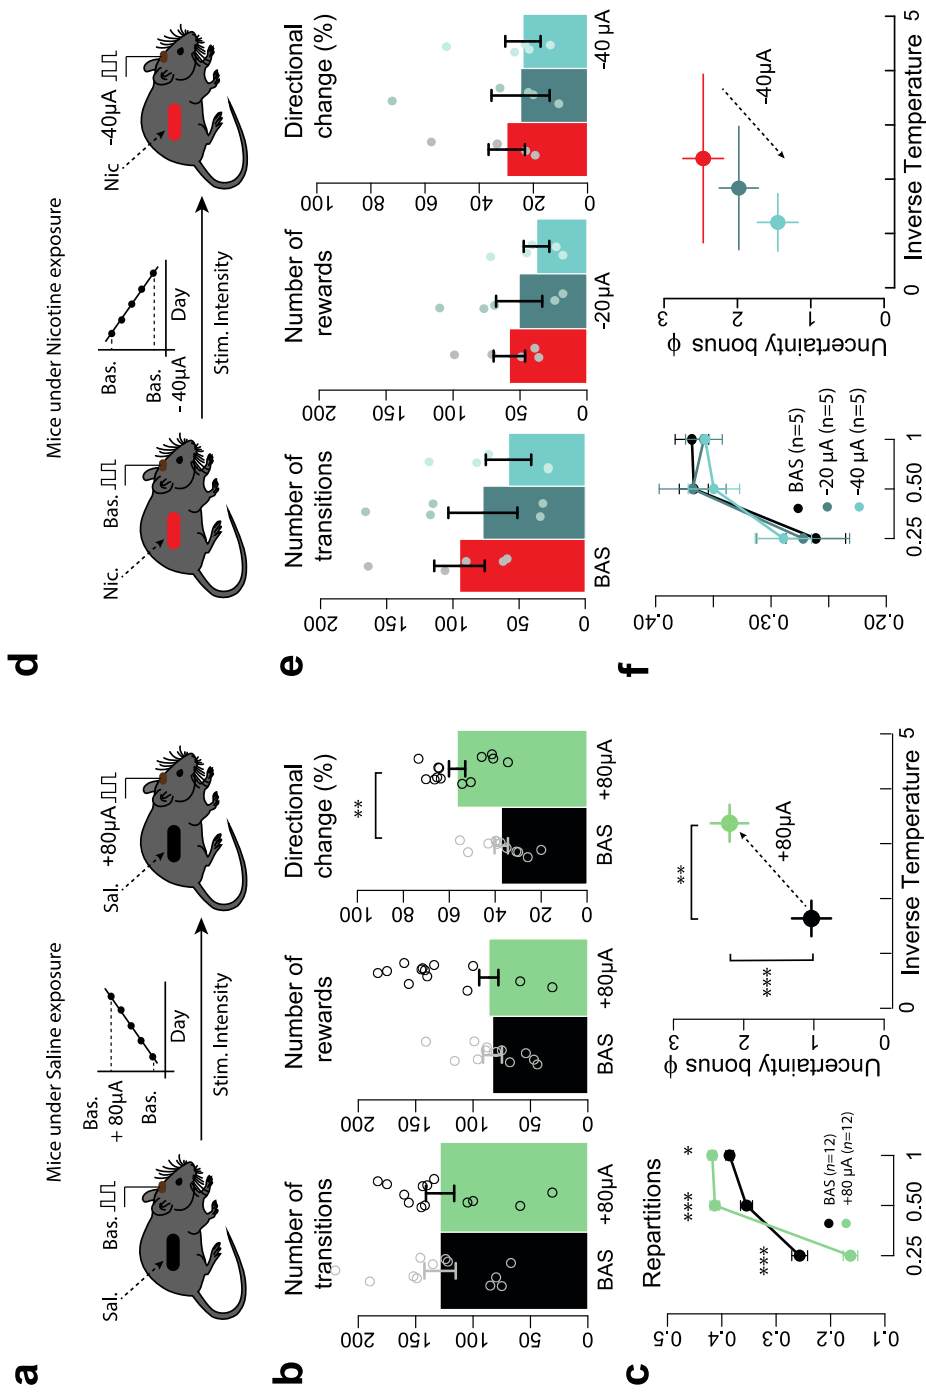 a
Mice under Saline exposure
Sal.
Bas.
Bas.
+ 80µA
Bas.
Day
Stim. Intensity
Sal.
+80µA
b
Number of
transitions
200
150
100
50
0
BAS
+80µA
Number of
rewards
200
150
100
50
0
BAS
+80µA
Directional
change (%)
100
80
60
40
20
0
**
BAS
+80µA
c
Repartitions
0.5
0.4
0.3
0.2
0.1
***
***
*
BAS (n=12)
+80 µA (n=12)
0.25
0.50
1
Uncertainty bonus ϕ
3
2
1
0
***
**
+80µA
0
5
Inverse Temperature
d
Mice under Nicotine exposure
Nic.
Bas.
Bas.
Bas.
- 40µA
Day
Stim. Intensity
Nic
-40µA
e
Number of
transitions
200
150
100
50
0
BAS
Number of
rewards
200
150
100
50
0
-20µA
Directional
change (%)
100
80
60
40
20
0
-40 µA
f
0.40
0.30
0.20
BAS (n=5)
-20 µA (n=5)
-40 µA (n=5)
0.25
0.50
1
Uncertainty bonus ϕ
3
2
1
0
-40µA
0
5
Inverse Temperature